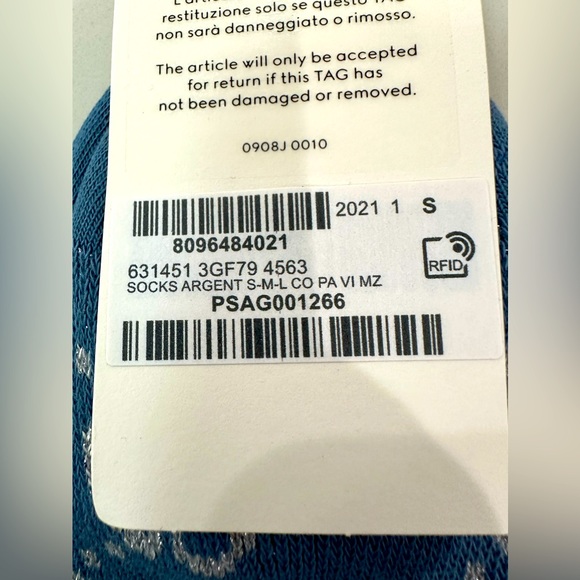 restituzione solo se questo TAG
non sarà danneggiato o rimosso.
The article will only be accepted
for return if this TAG has
not been damaged or removed.
0908J 0010
2021 1 S
8096484021
631451 3GF79 4563
RFID
SOCKS ARGENT S-M-L CO PA VI MZ
PSAG001266